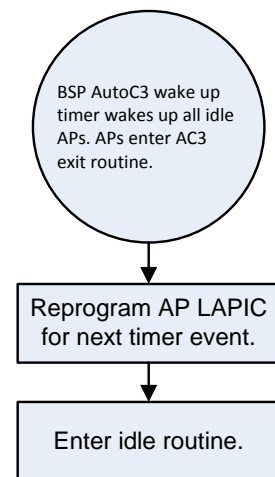 BSP AutoC3 wake up
timer wakes up all idle
APs. APs enter AC3
exit routine.
Reprogram AP LAPIC
for next timer event.
Enter idle routine.